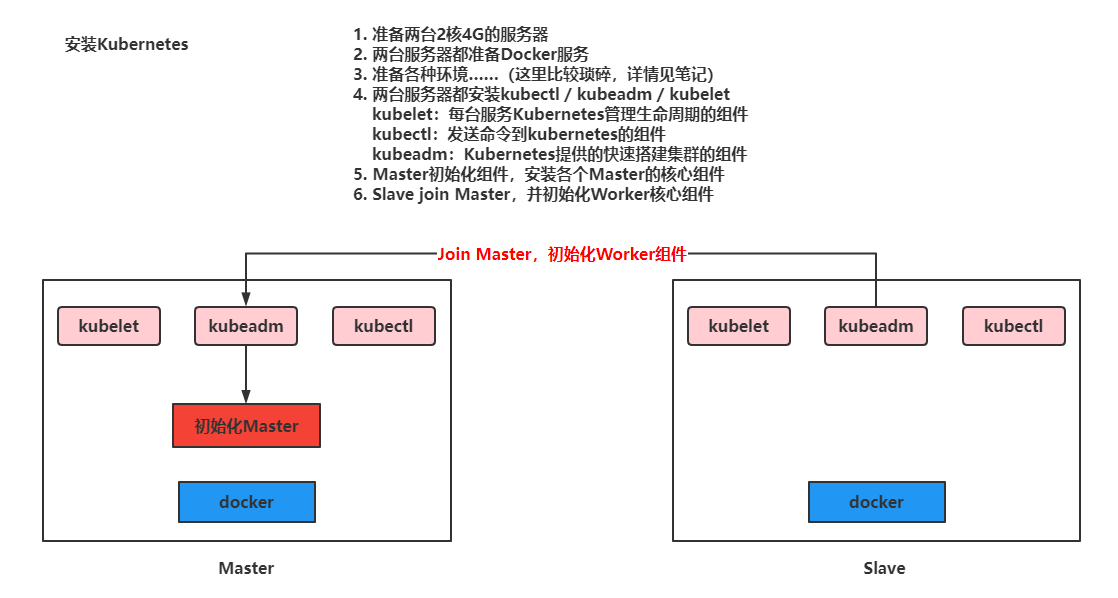 安装Kubernetes
1. 准备两台2核4G的服务器
2. 两台服务器都准备Docker服务
3. 准备各种环境……（这里比较琐碎，详情见笔记）
4. 两台服务器都安装kubectl / kubeadm / kubelet
kubelet：每台服务Kubernetes管理生命周期的组件
kubectl：发送命令到kubernetes的组件
kubeadm：Kubernetes提供的快速搭建集群的组件
5. Master初始化组件，安装各个Master的核心组件
6. Slave join Master，并初始化Worker核心组件
Join Master，初始化Worker组件
kubelet
kubeadm
kubectl
初始化Master
docker
Master
kubelet
kubeadm
kubectl
docker
Slave